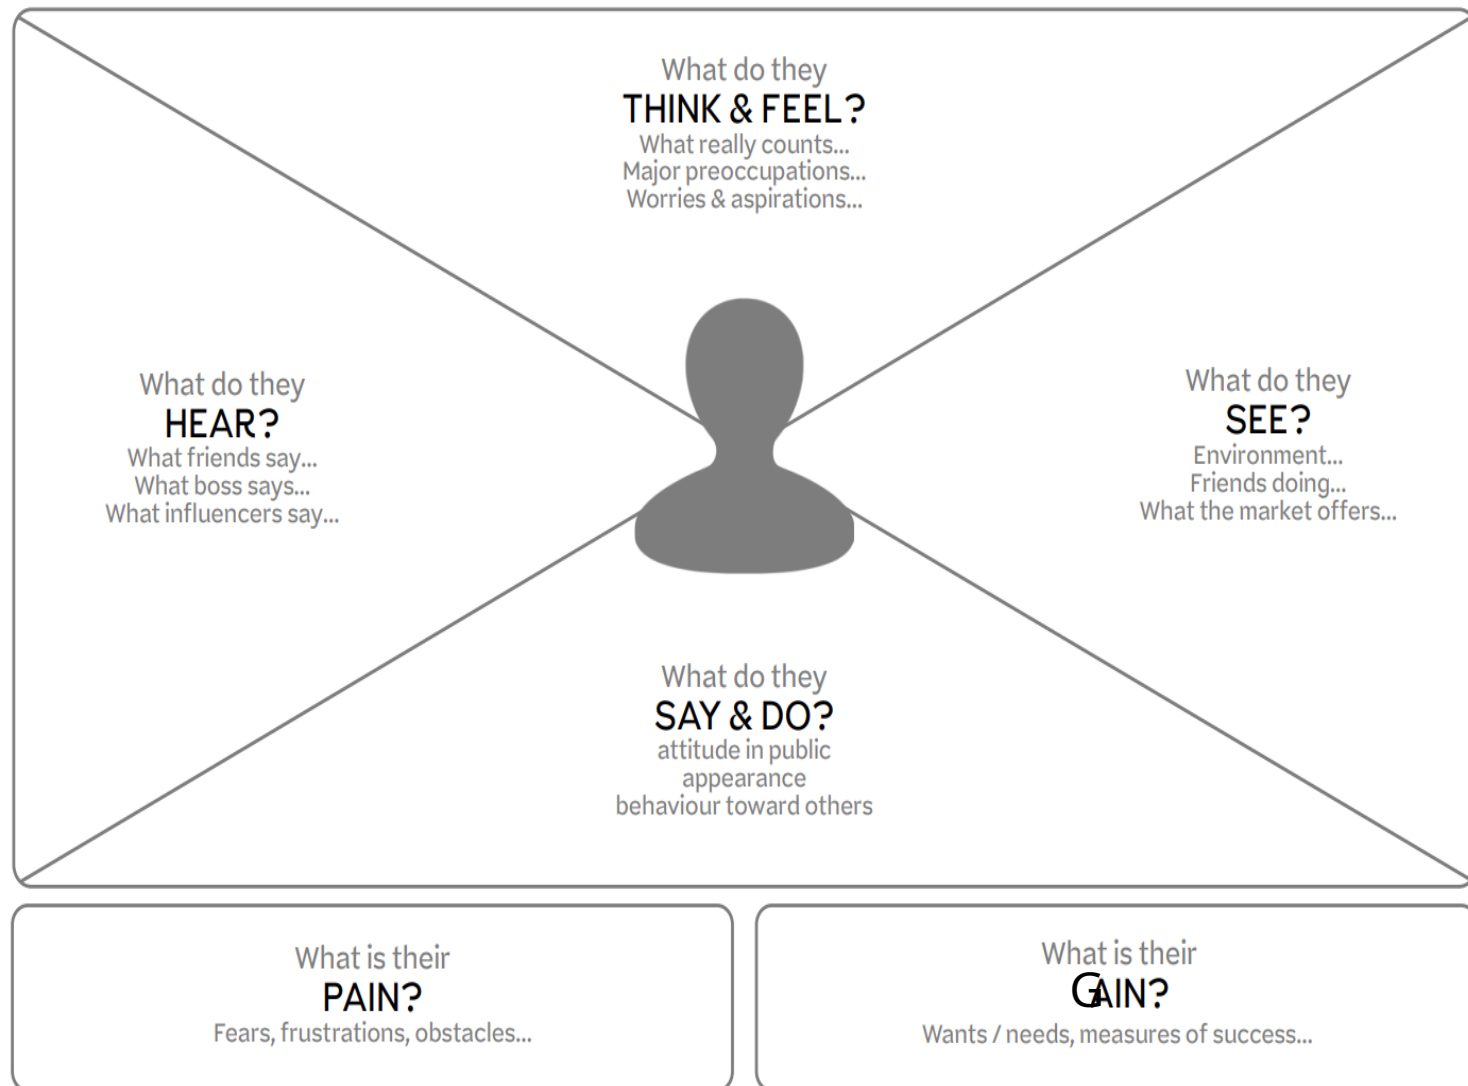 What do they
THINK & FEEL?
What really counts...
Major preoccupations...
Worries & aspirations...
What do they
HEAR?
What friends say...
What boss says...
What influencers say...
What do they
SEE?
Environment...
Friends doing...
What the market offers...
What do they
SAY & DO?
attitude in public
appearance
behaviour toward others
What is their
PAIN?
Fears, frustrations, obstacles...
What is their
GAIN?
Wants / needs, measures of success...